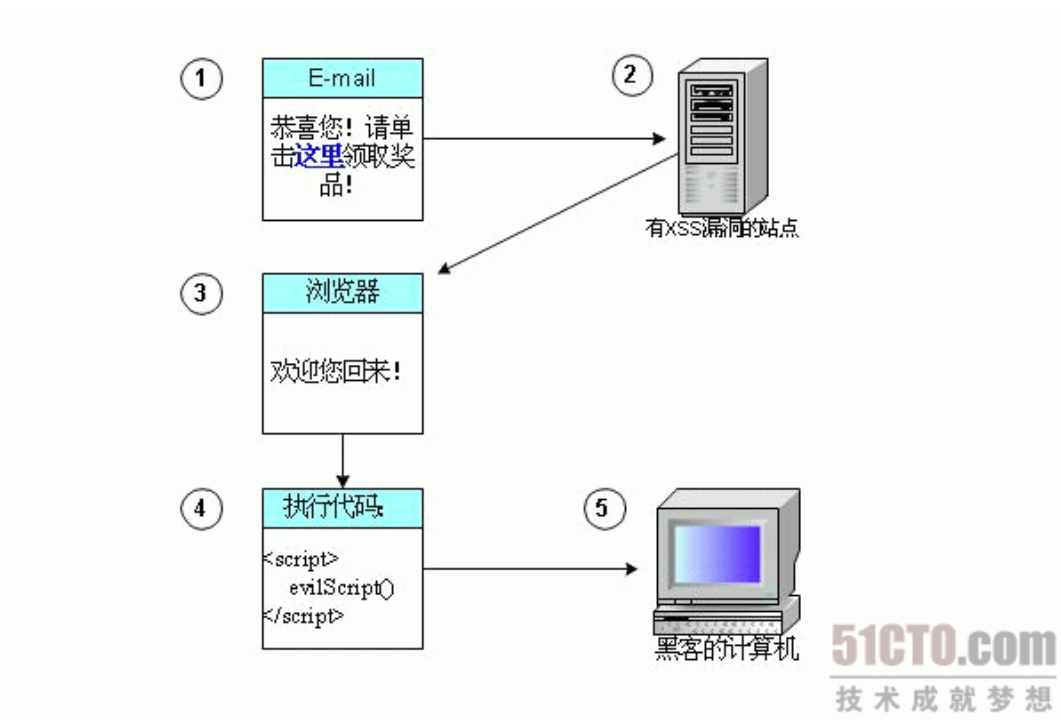 1
E-mail
恭喜您！请单
击这里领取奖
品！
2
有XSS漏洞的站点
3
浏览器
欢迎您回来！
4
执行代码:
<script>
evilScript()
</script>
5
黑客的计算机
51CTO.com
技术成就梦想